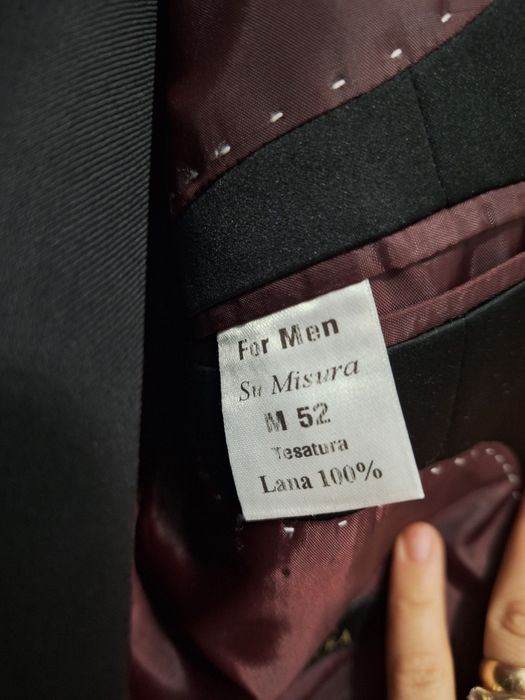 For Men
Su Misura
M 52
Tesatura
Lana 100%